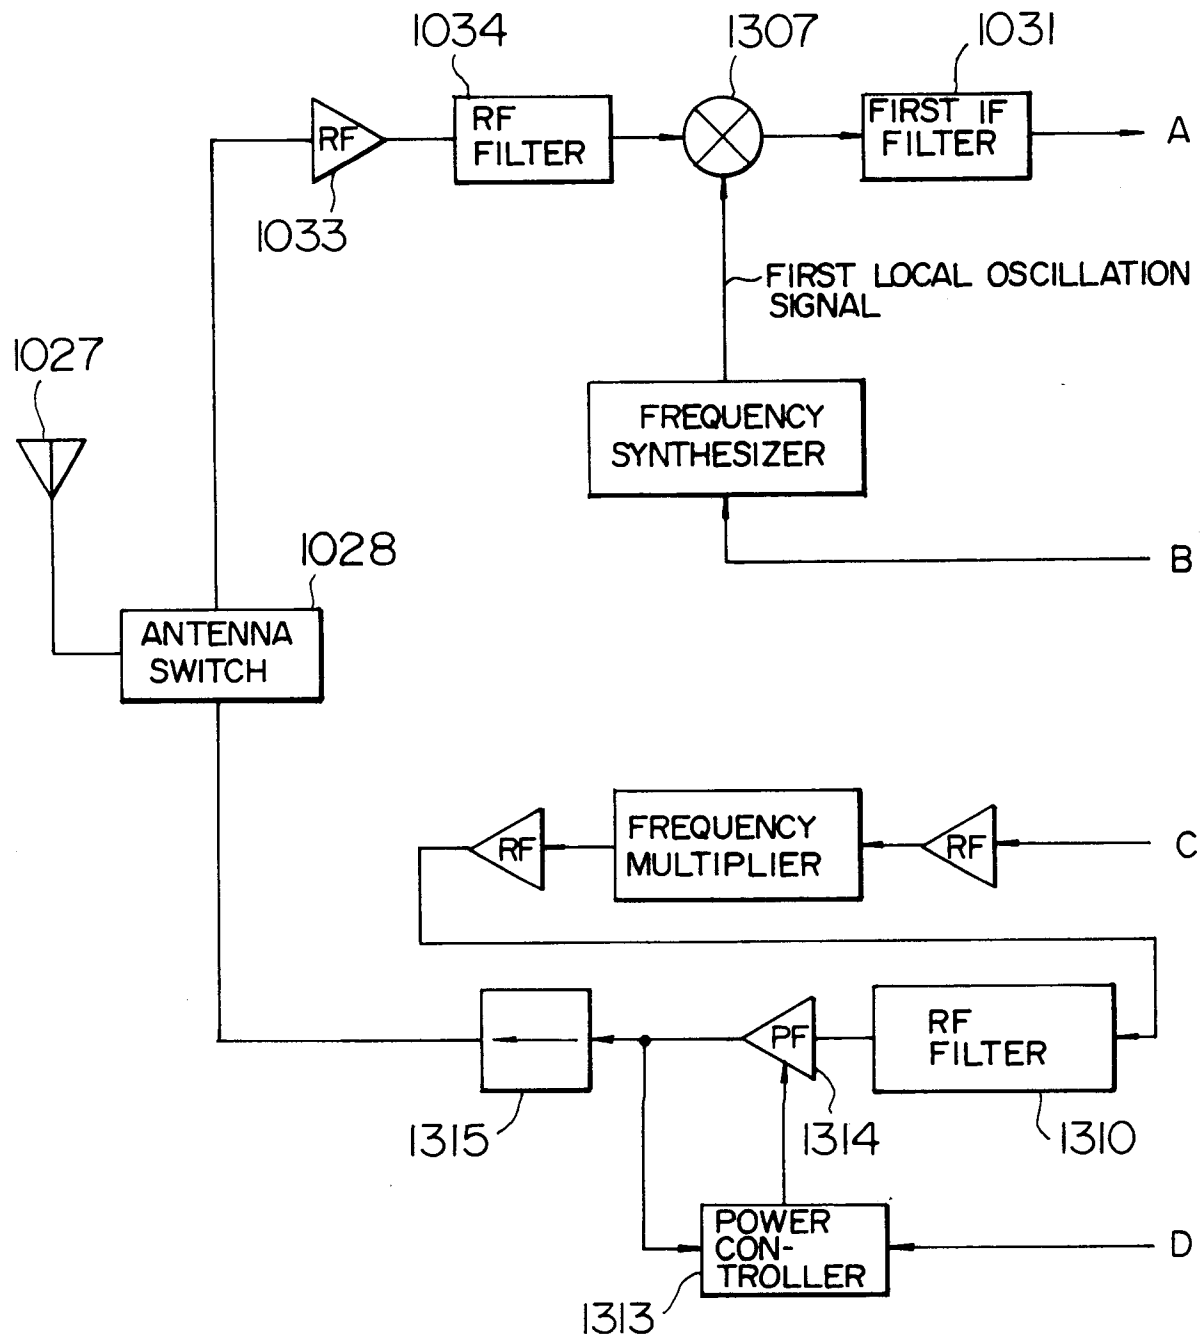 1034
1307
1031
RF
RF
FILTER
FIRST IF
FILTER
A
1033
FIRST LOCAL OSCILLATION
SIGNAL
1027
FREQUENCY
SYNTHESIZER
1028
B
ANTENNA
SWITCH
RF
FREQUENCY
MULTIPLIER
RF
C
PF
RF
FILTER
1315
1314
1310
POWER
CON-
TROLLER
D
1313